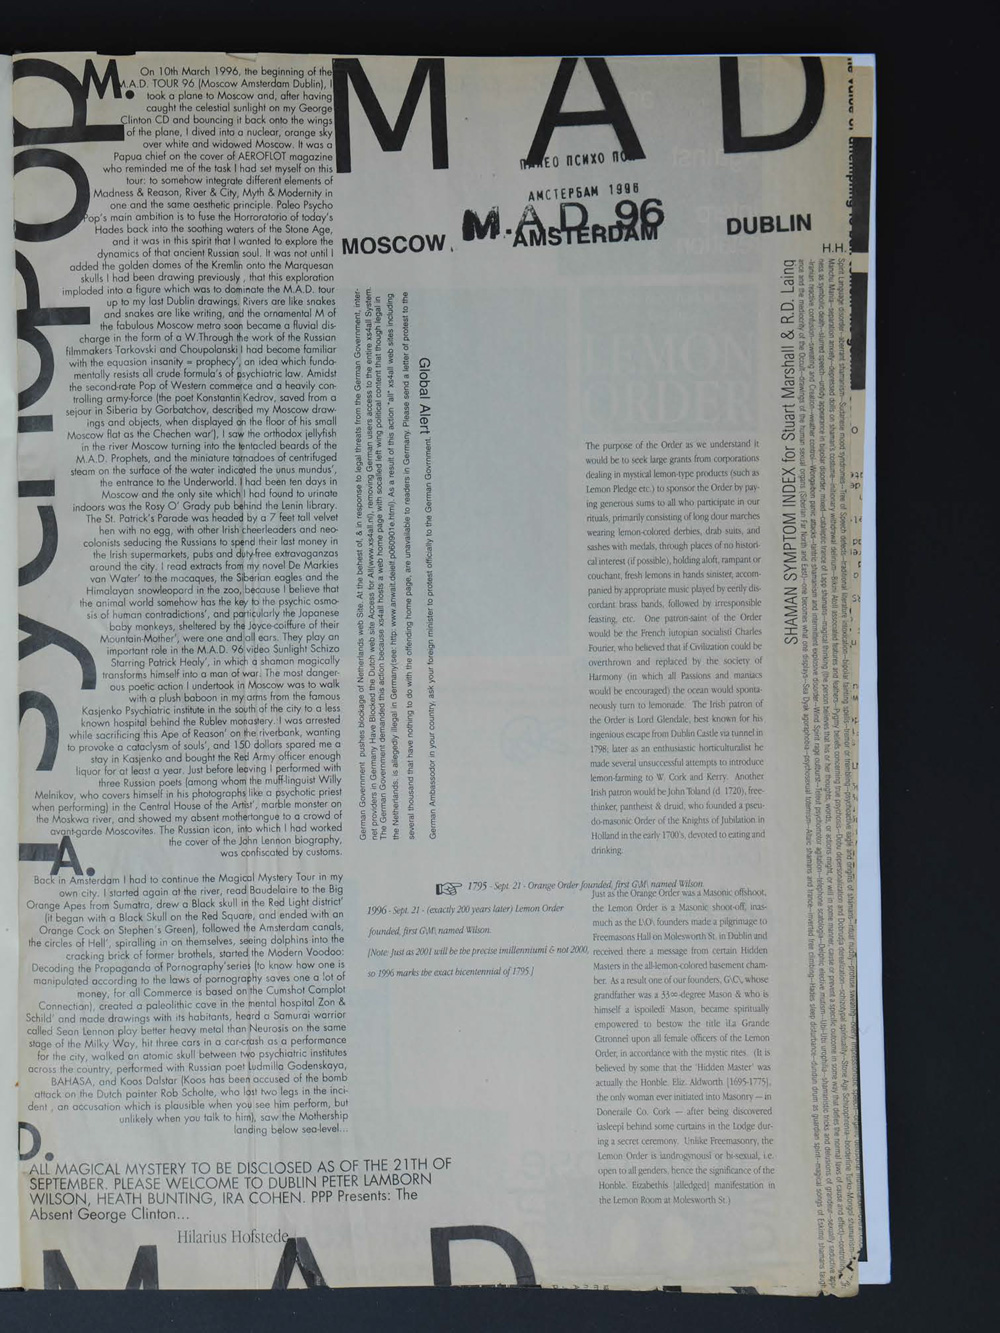 M A D
ПСИХО ПОП
АМСТЕРБАМ 1996
M.A.D. 96
MOSCOW. AMSTERDAM DUBLIN
H.H.
M. On 10th March 1996, the beginning of the
M.A.D. TOUR 96 (Moscow Amsterdam Dublin), I
took a plane to Moscow and, after having
caught the celestial sunlight on my George
Clinton CD and bouncing it back onto the wings
of the plane, I dived into a nuclear, orange sky
over white and widowed Moscow. It was a
Papua chief on the cover of AEROFLOT magazine
who reminded me of the task I had set myself on this
tour: to somehow integrate different elements of
Madness & Reason, River & City, Myth & Modernity in
one and the same aesthetic principle. Paleo Psycho
Pop's main ambition is to fuse the Horroratorio of today's
Hades back into the soothing waters of the Stone Age,
and it was in this spirit that I wanted to explore the
dynamics of that ancient Russian soul. It was not until I
added the golden domes of the Kremlin onto the Marquesan
skulls I had been drawing previously, that this exploration
imploded into a figure which was to dominate the M.A.D. tour
up to my last Dublin drawings. Rivers are like snakes
and snakes are like writing, and the ornamental M of
the fabulous Moscow metro soon became a fluvial dis-
charge in the form of a W. Through the work of the Russian
filmmakers Tarkovski and Choupolanski I had become familiar
with the equasion insanity = prophecy', an idea which funda-
mentally resists all crude formula's of psychiatric law. Amidst
the second-rate Pop of Western commerce and a heavily con-
trolling army-force (the poet Konstantin Kedrov, saved from a
sejour in Siberia by Gorbatchov, described my Moscow draw-
ings and objects, when displayed on the floor of his small
Moscow flat as the Chechen war'), I saw the orthodox jellyfish
in the river Moscow turning into the tentacled beards of the
M.A.D. Prophets, and the miniature tornadoes of centrifuged
steam on the surface of the water indicated the unus mundus',
the entrance to the Underworld. I had been ten days in
Moscow and the only site which I had found to urinate
indoors was the Rosy O' Grady pub behind the Lenin library.
The St. Patrick's Parade was headed by a 7 feet tall velvet
hen with no egg, with other Irish cheerleaders and neo-
colonists seducing the Russians to spend their last money in
the Irish supermarkets, pubs and duty-free extravaganzas
around the city. I read extracts from my novel De Markies
van Water' to the macaques, the Siberian eagles and the
Himalayan snowleopard in the zoo, because I believe that
the animal world somehow has the key to the psychic osmo-
sis of human contradictions', and particularly the Japanese
baby monkeys, sheltered by the Joyce-coiffure of their
Mountain-Mother', were one and all ears. They play an
important role in the M.A.D. 96 video Sunlight Schizo
Starring Patrick Healy', in which a shaman magically
transforms himself into a man of war. The most danger-
ous poetic action I undertook in Moscow was to walk
with a plush baboon in my arms from the famous
Kasjenko Psychiatric institute in the south of the city to a less
known hospital behind the Rublev monastery. I was arrested
while sacrificing this Ape of Reason' on the riverbank, wanting
to provoke a cataclysm of souls', and 150 dollars spared me a
stay in Kasjenko and bought the Red Army officer enough
liquor for at least a year. Just before leaving I performed with
three Russian poets (among whom the muff-linguist Willy
Melnikov, who covers himself in his photographs like a psychotic priest
when performing) in the Central House of the Artist', marble monster on
the Moskwa river, and showed my absent mothertongue to a crowd of
avant-garde Moscovites. The Russian icon, into which I had worked
the cover of the John Lennon biography,
was confiscated by customs.
A.
Back in Amsterdam I had to continue the Magical Mystery Tour in my
own city. I started again at the river, read Baudelaire to the Big
Orange Apes from Sumatra, drew a Black skull in the Red Light district'
(it began with a Black Skull on the Red Square, and ended with an
Orange Cock on Stephen's Green), followed the Amsterdam canals,
the circles of Hell', spiralling in on themselves, seeing dolphins into the
cracking brick of former brothels, started the Modern Voodoo:
Decoding the Propaganda of Pornography'series (to know how one is
manipulated according to the laws of pornography saves one a lot of
money, for all Commerce is based on the Cumshot Complot
Connection), created a paleolithic cave in the mental hospital Zon &
Schild' and made drawings with its habitants, heard a Samurai warrior
called Sean Lennon play better heavy metal than Neurosis on the same
stage of the Milky Way, hit three cars in a car-crash as a performance
for the city, walked an atomic skull between two psychiatric institutes
across the country, performed with Russian poet Ludmilla Godenskaya,
BAHASA, and Koos Dalstar (Koos has been accused of the bomb
attack on the Dutch painter Rob Scholte, who lost two legs in the inci-
dent ; an accusation which is plausible when you see him perform, but
unlikely when you talk to him), saw the Mothership
landing below sea-level...
D.
ALL MAGICAL MYSTERY TO BE DISCLOSED AS OF THE 21TH OF
SEPTEMBER. PLEASE WELCOME TO DUBLIN PETER LAMBORN
WILSON, HEATH BUNTING, IRA COHEN. PPP Presents: The
Absent George Clinton...
Hilarius Hofstede
German Government pushes blockage of Netherlands web Site. At the behest of, & in response to legal threats from the German Government, inter-
net providers in Germany Have Blocked the Dutch web site Access for All(www.xs4all.nl), removing German users access to the entire xs4all System.
The German Government demanded this action because xs4all hosts a web home page with socalled left wing political content that though legal in
the Netherlands, is allegedly illegal in Germany(see: http: www.anwalt.deleit p060901e.html). As a result of this action "all" xs4all web sites including
several thousand that have nothing to do with the offending home page, are unavailable to readers in Germany. Please send a letter of protest to the
German Ambassador in your country, ask your foreign minister to protest officially to the German Govrnment.
Global Alert
The purpose of the Order as we understand it
would be to seek large grants from corporations
dealing in mystical lemon-type products (such as
Lemon Pledge etc.) to sponsor the Order by pay-
ing generous sums to all who participate in our
rituals, primarily consisting of long dour marches
wearing lemon-colored derbies, drab suits, and
sashes with medals, through places of no histori-
cal interest (if possible), holding aloft, rampant or
couchant, fresh lemons in hands sinister, accom-
panied by appropriate music played by eerily dis-
cordant brass bands, followed by irresponsible
feasting, etc. One patron-saint of the Order
would be the French iutopian socialisti Charles
Fourier, who believed that if Civilization could be
overthrown and replaced by the society of
Harmony (in which all Passions and maniacs
would be encouraged) the ocean would sponta-
neously turn to lemonade. The Irish patron of
the Order is Lord Glendale, best known for his
ingenious escape from Dublin Castle via tunnel in
1798, later as an enthusiastic horticulturalist he
made several unsuccessful attempts to introduce
lemon-farming to W. Cork and Kerry. Another
Irish patron would be John Toland (d. 1720), free-
thinker, pantheist & druid, who founded a pseu-
do-masonic Order of the Knights of Jubilation in
Holland in the early 1700's, devoted to eating and
drinking.
1795 - Sept. 21 - Orange Order founded, first G\M\ named Wilson
1996 - Sept. 21 - (exactly 200 years later) Lemon Order
founded, first G\M\ named Wilson.
[Note: Just as 2001 will be the precise imillenniumi & not 2000,
so 1996 marks the exact bicentennial of 1795 ]
Just as the Orange Order was a Masonic offshoot,
the Lemon Order is a Masonic shoot-off, inas-
much as the L\O\ founders made a pilgrimage to
Freemasons Hall on Molesworth St. in Dublin and
received there a message from certain Hidden
Masters in the all-lemon-colored basement cham-
ber. As a result one of our founders, G\C\, whose
grandfather was a 33∞-degree Mason & who is
himself a ispoiledi Mason, became spiritually
empowered to bestow the title iLa Grande
Citronnel upon all female officers of the Lemon
Order, in accordance with the mystic rites. (It is
believed by some that the 'Hidden Master' was
actually the Honble. Eliz. Aldworth [1695-1775],
the only woman ever initiated into Masonry — in
Doneraile Co. Cork — after being discovered
iasleepi behind some curtains in the Lodge dur-
ing a secret ceremony. Unlike Freemasonry, the
Lemon Order is iandrogynousi or bi-sexual, i.e.
open to all genders, hence the significance of the
Honble. Eizabethis [alledged] manifestation in
the Lemon Room at Molesworth St.)
SHAMAN SYMPTOM INDEX for Stuart Marshall & R.D. Laing
M A D